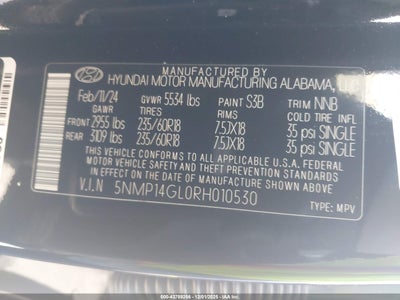 MANUFACTURED BY
HYUNDAI MOTOR MANUFACTURING ALABAMA, LLC
Feb/11/24 GVWR 5534 lbs PAINT S3B TRIM NNB
GAWR TIRES RIMS COLD TIRE INFL.
FRONT 2955 lbs 235/60R18 7.5JX18 35 psi SINGLE
REAR 3109 lbs 235/60R18 7.5JX18 35 psi SINGLE
THIS VEHICLE CONFORMS TO ALL APPLICABLE U.S.A. FEDERAL MOTOR
VEHICLE SAFETY AND THEFT PREVENTION STANDARDS IN EFFECT ON
THE DATE OF MANUFACTURE SHOWN ABOVE.
V.I.N 5NMP14GL0RH010530
TYPE: MPV